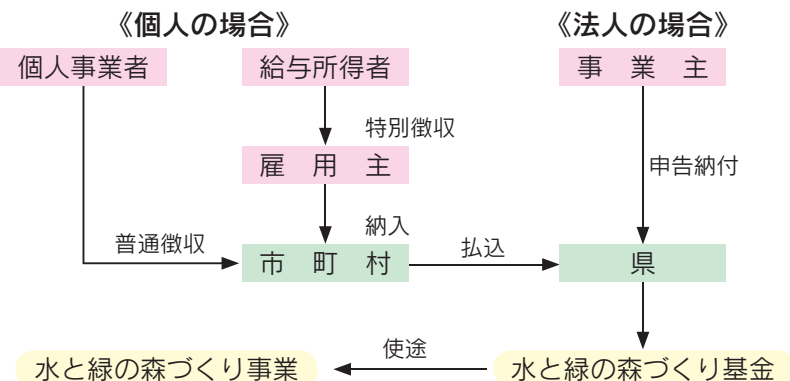 《個人の場合》 《法人の場合》
個人事業者 給与所得者 事業主
特別徴収
雇用主
申告納付
納入
普通徴収
払込
市町村 県
使途
水と緑の森づくり事業 水と緑の森づくり基金